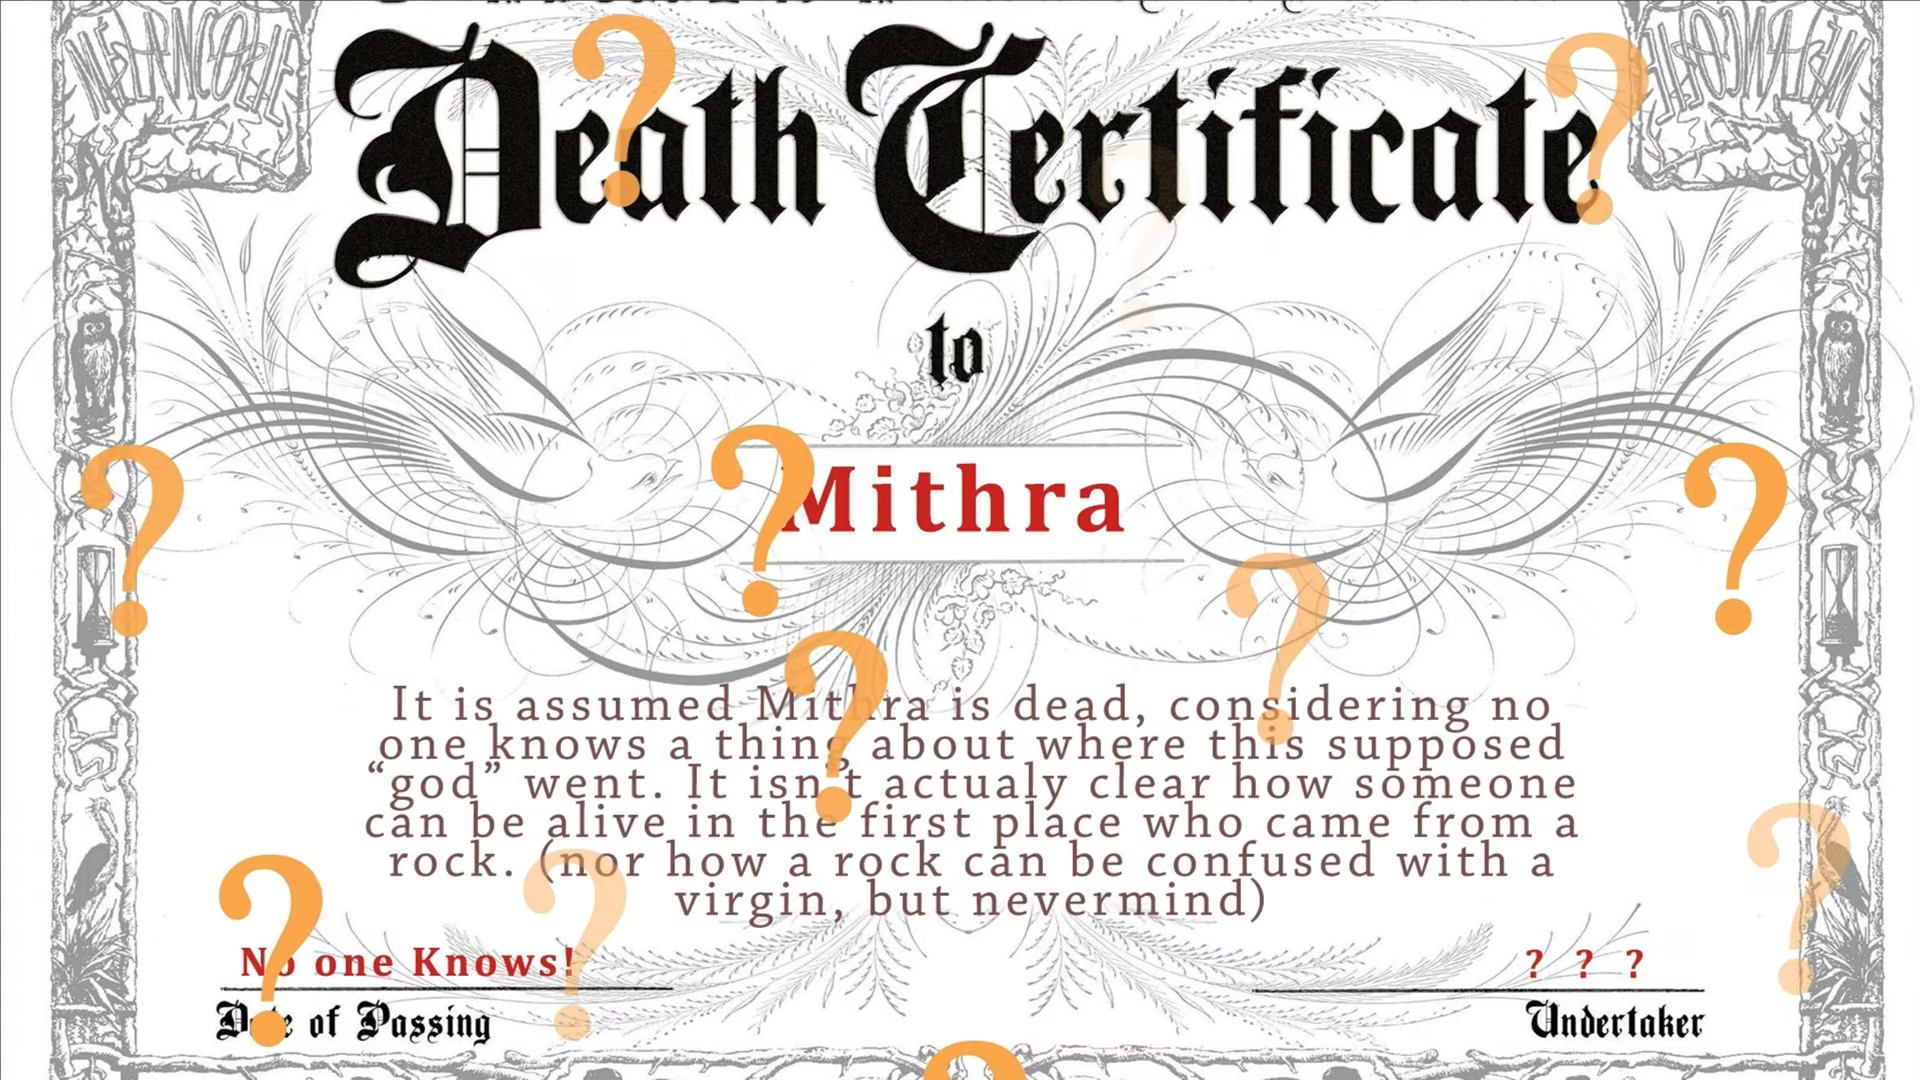 Death Certificate
to
Mithra
It is assumed Mithra is dead, considering no
one knows a thing about where this supposed
“god” went. It isn't actualy clear how someone
can be alive in the first place who came from a
rock. (nor how a rock can be confused with a
virgin, but nevermind)
No one Knows!
? ? ?
Date of Passing
Undertaker